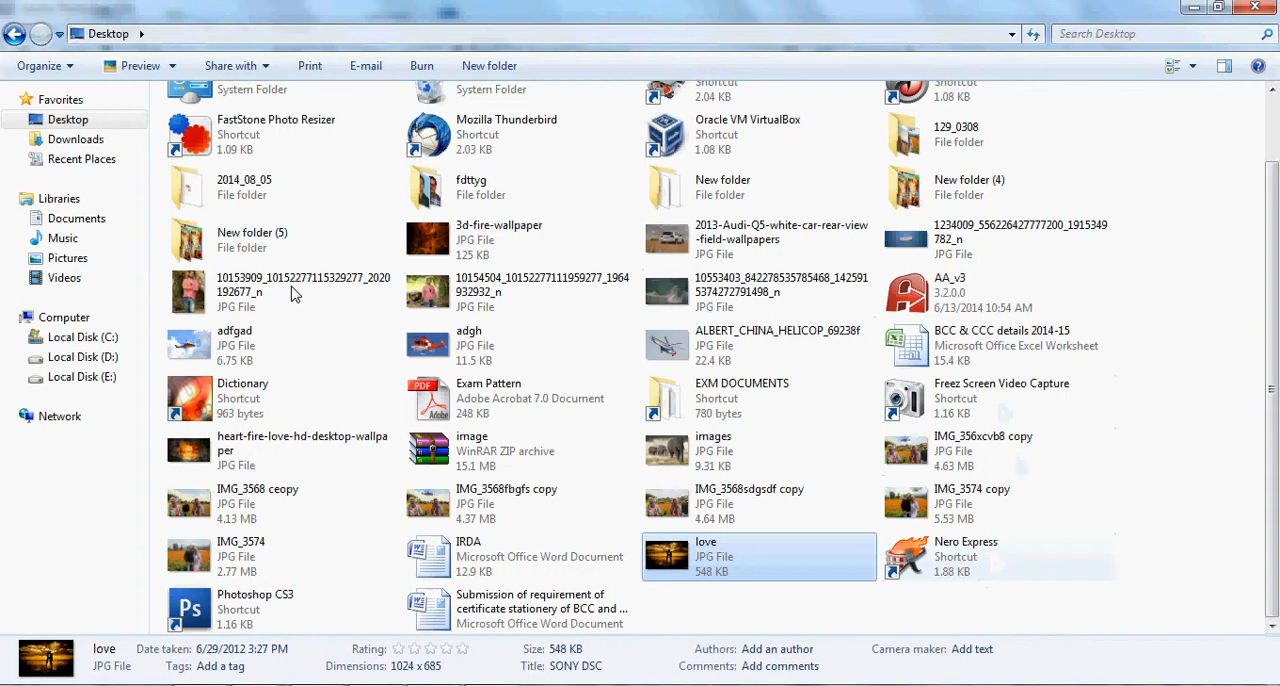 Desktop
Search Desktop
Organize Preview Share with Print E-mail Burn New folder
Favorites
Desktop
Downloads
Recent Places
Libraries
Documents
Music
Pictures
Videos
Computer
Local Disk (C:)
Local Disk (D:)
Local Disk (E:)
Network
System Folder
System Folder
Shortcut
2.04 KB
Shortcut
1.08 KB
FastStone Photo Resizer
Shortcut
1.09 KB
Mozilla Thunderbird
Shortcut
2.03 KB
Oracle VM VirtualBox
Shortcut
1.08 KB
129_0308
File folder
2014_08_05
File folder
fdttyg
File folder
New folder
File folder
New folder (4)
File folder
New folder (5)
File folder
3d-fire-wallpaper
JPG File
125 KB
2013-Audi-Q5-white-car-rear-view
-field-wallpapers
JPG File
1234009_556226427777200_1915349
782_n
JPG File
10153909_10152277115329277_2020
192677_n
JPG File
10154504_10152277111959277_1964
932932_n
JPG File
10553403_842278535785468_142591
5374272791498_n
JPG File
AA_v3
3.2.0.0
6/13/2014 10:54 AM
adfgad
JPG File
6.75 KB
adgh
JPG File
11.5 KB
ALBERT_CHINA_HELICOP_69238f
JPG File
22.4 KB
BCC & CCC details 2014-15
Microsoft Office Excel Worksheet
15.4 KB
Dictionary
Shortcut
963 bytes
PDF
Adobe
Exam Pattern
Adobe Acrobat 7.0 Document
248 KB
EXM DOCUMENTS
Shortcut
780 bytes
Freez Screen Video Capture
Shortcut
1.16 KB
heart-fire-love-hd-desktop-wallpa
per
JPG File
image
WinRAR ZIP archive
15.1 MB
images
JPG File
9.31 KB
IMG_356xcvb8 copy
JPG File
4.63 MB
IMG_3568 ceopy
JPG File
4.13 MB
IMG_3568fbgfs copy
JPG File
4.37 MB
IMG_3568sdgsdf copy
JPG File
4.64 MB
IMG_3574 copy
JPG File
5.53 MB
IMG_3574
JPG File
2.77 MB
IRDA
Microsoft Office Word Document
12.9 KB
love
JPG File
548 KB
Nero Express
Shortcut
1.88 KB
Ps
Photoshop CS3
Shortcut
1.16 KB
Submission of requirement of
certificate stationery of BCC and ...
Microsoft Office Word Document
love Date taken: 6/29/2012 3:27 PM Rating: Size: 548 KB Authors: Add an author Camera maker: Add text
JPG File Tags: Add a tag Dimensions: 1024 x 685 Title: SONY DSC Comments: Add comments